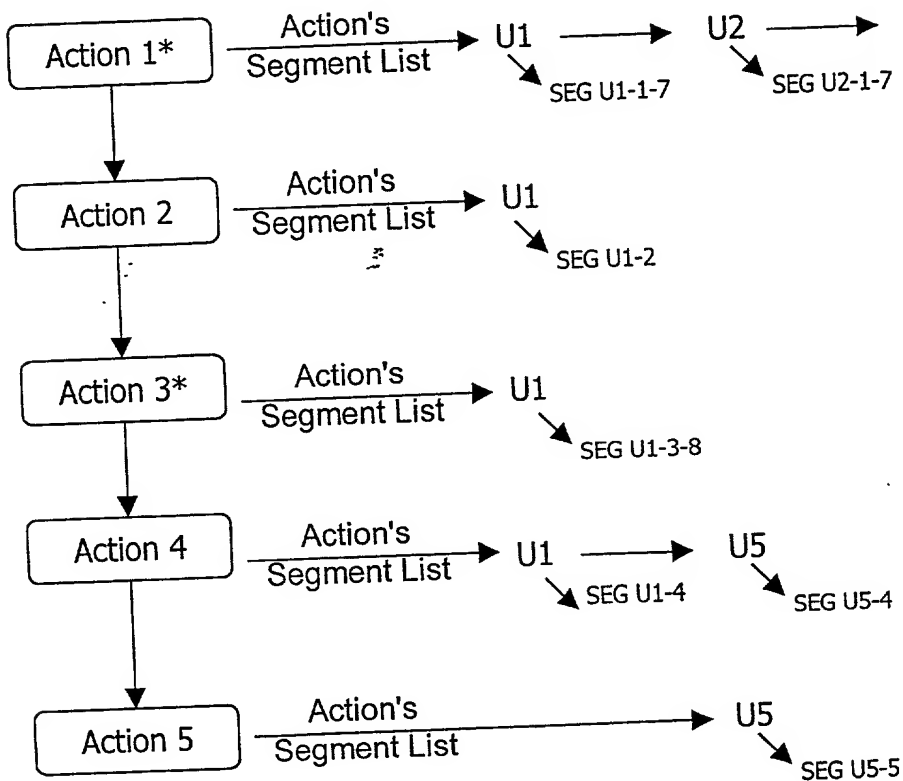 Action 1*
Action's
Segment List
U1
U2
SEG U1-1-7
SEG U2-1-7
Action 2
Action's
Segment List
U1
SEG U1-2
Action 3*
Action's
Segment List
U1
SEG U1-3-8
Action 4
Action's
Segment List
U1
U5
SEG U1-4
SEG U5-4
Action 5
Action's
Segment List
U5
SEG U5-5